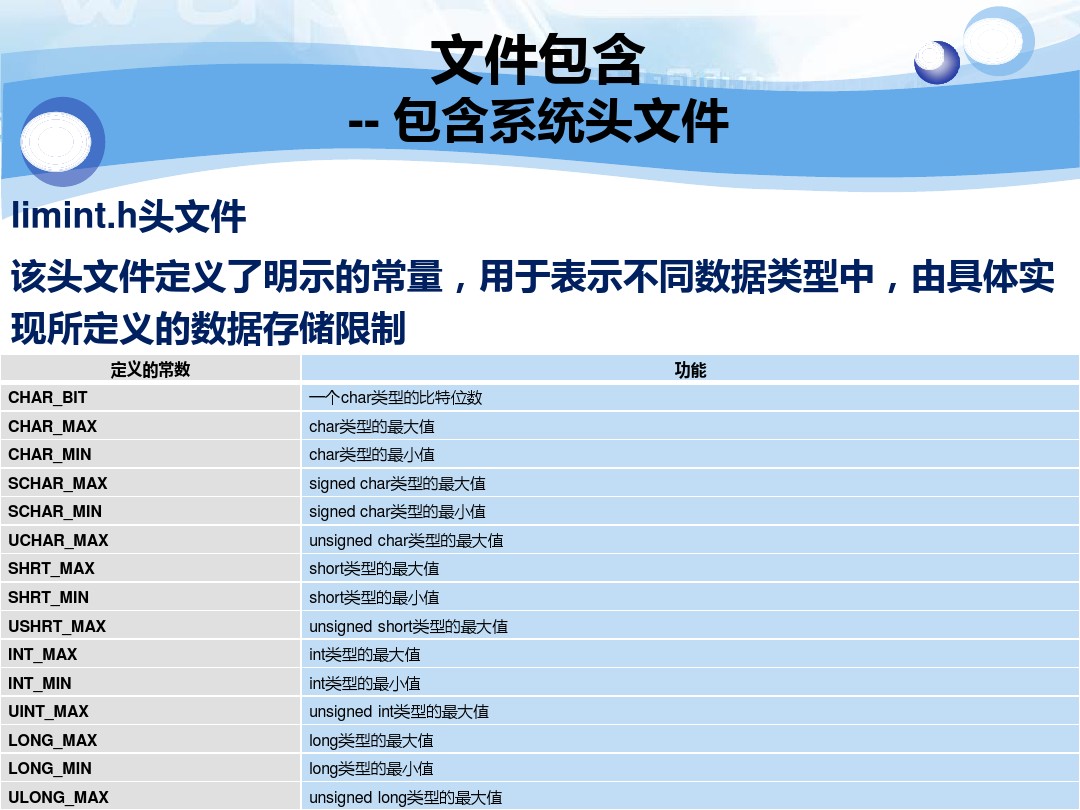 文件包含
-- 包含系统头文件
limint.h头文件
该头文件定义了明示的常量，用于表示不同数据类型中，由具体实
现所定义的数据存储限制
定义的常数 功能
CHAR_BIT 一个char类型的比特位数
CHAR_MAX char类型的最大值
CHAR_MIN char类型的最小值
SCHAR_MAX signed char类型的最大值
SCHAR_MIN signed char类型的最小值
UCHAR_MAX unsigned char类型的最大值
SHRT_MAX short类型的最大值
SHRT_MIN short类型的最小值
USHRT_MAX unsigned short类型的最大值
INT_MAX int类型的最大值
INT_MIN int类型的最小值
UINT_MAX unsigned int类型的最大值
LONG_MAX long类型的最大值
LONG_MIN long类型的最小值
ULONG_MAX unsigned long类型的最大值